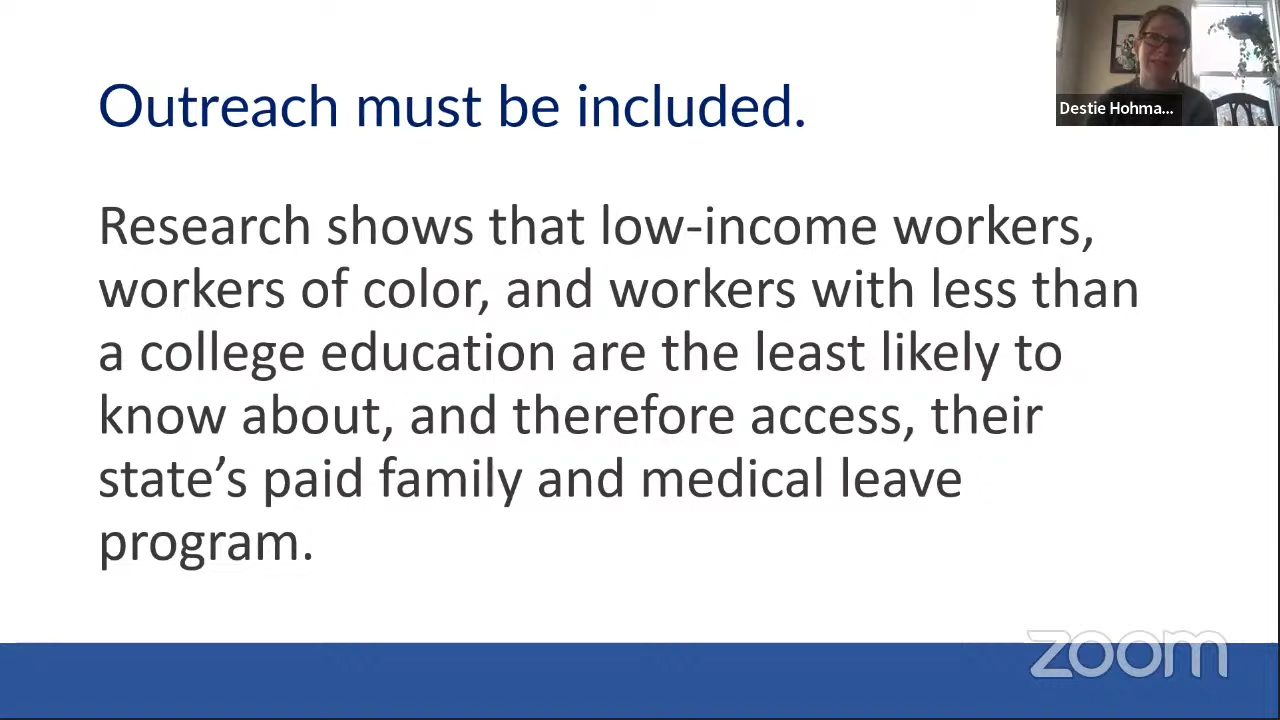 Outreach must be included.
Destie Hohma...
Research shows that low-income workers,
workers of color, and workers with less than
a college education are the least likely to
know about, and therefore access, their
state’s paid family and medical leave
program.
zoom